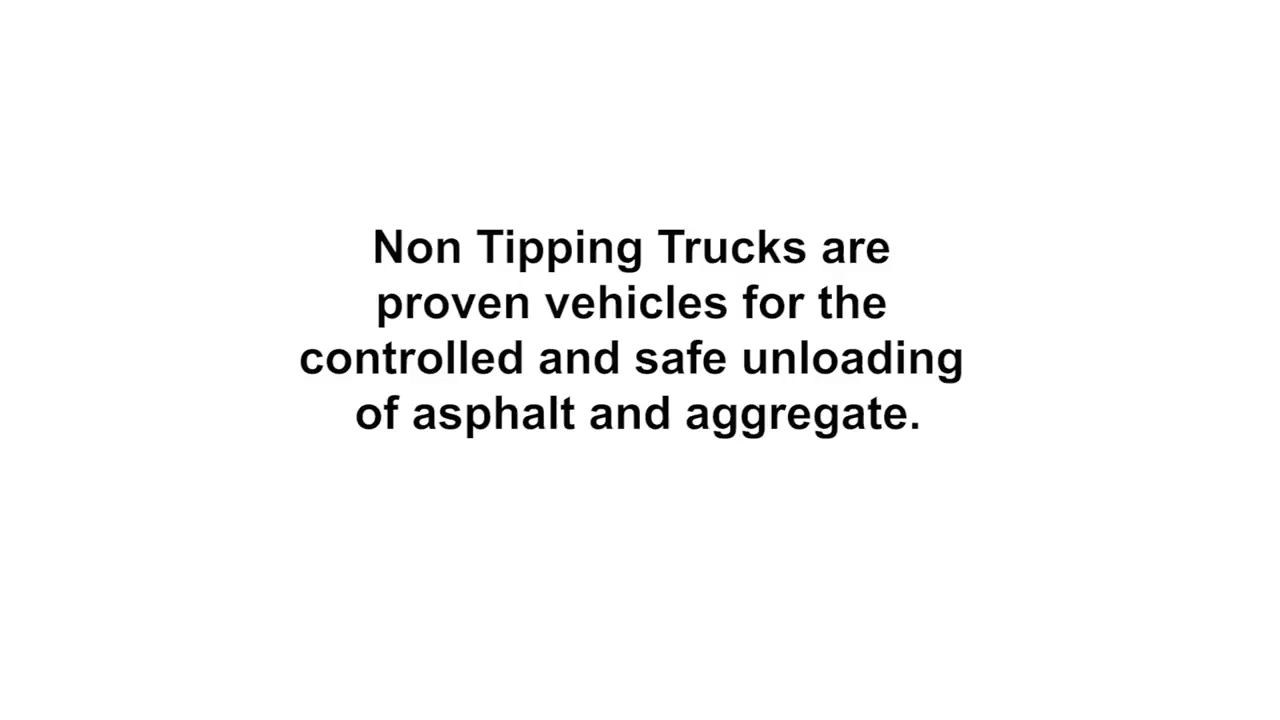 Non Tipping Trucks are
proven vehicles for the
controlled and safe unloading
of asphalt and aggregate.